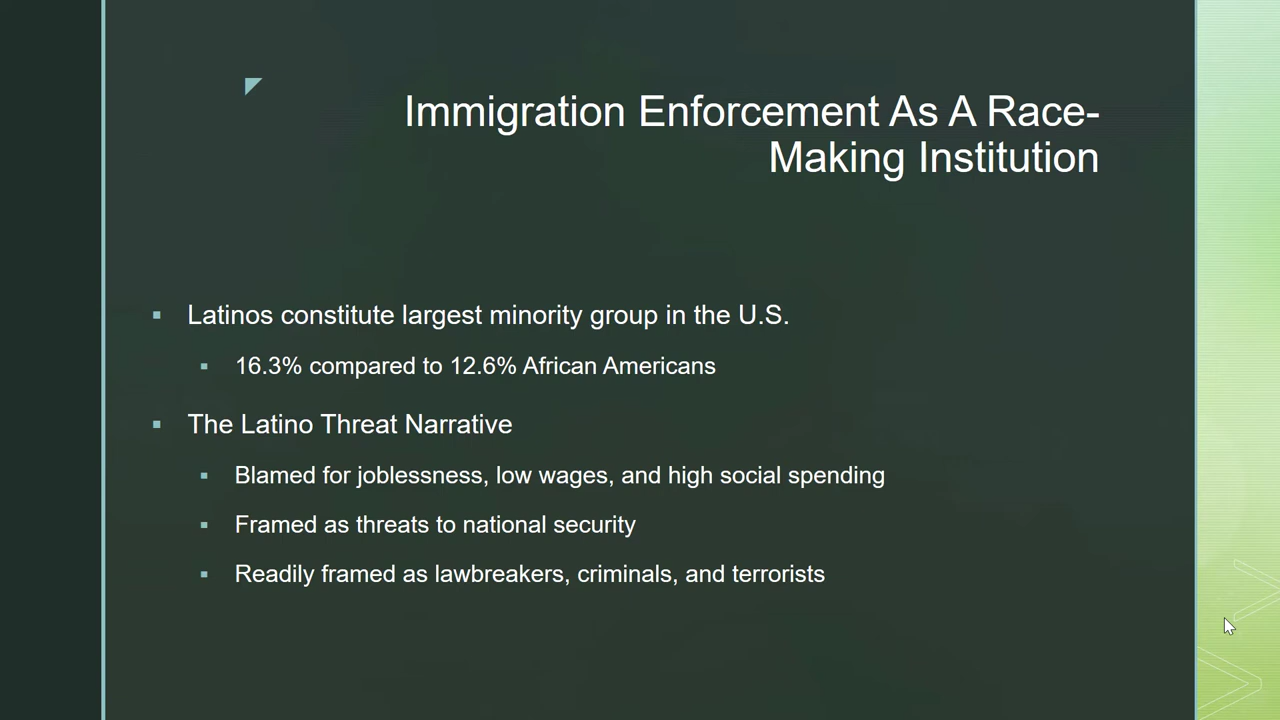 Immigration Enforcement As A Race-
Making Institution
Latinos constitute largest minority group in the U.S.
16.3% compared to 12.6% African Americans
The Latino Threat Narrative
Blamed for joblessness, low wages, and high social spending
Framed as threats to national security
Readily framed as lawbreakers, criminals, and terrorists